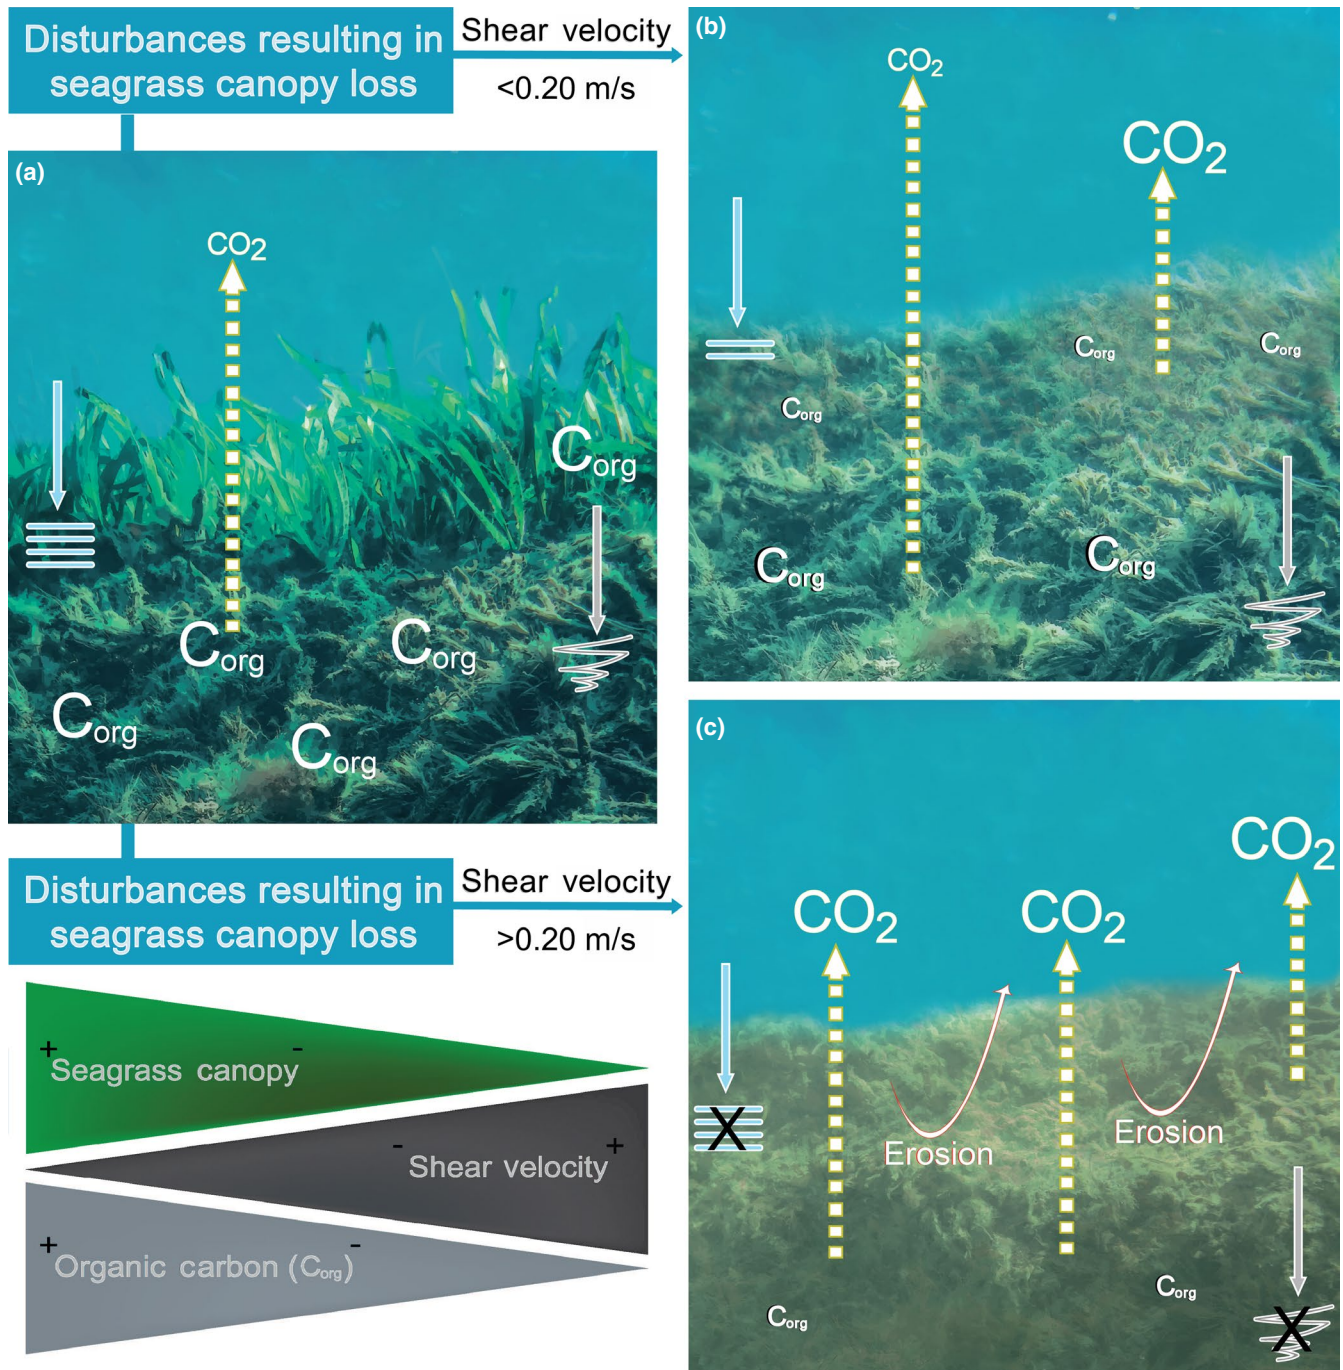 Disturbances resulting in
seagrass canopy loss
Shear velocity
<0.20 m/s
(a)
CO2
Corg
Corg
Corg
Corg
Corg
(b)
CO2
CO2
Corg
Corg
Corg
Corg
Corg
Disturbances resulting in
seagrass canopy loss
Shear velocity
>0.20 m/s
(c)
CO2
CO2
CO2
Erosion
Erosion
X
Corg
Corg
X
+ -
Seagrass canopy
- +
Shear velocity
+ -
Organic carbon (Corg)